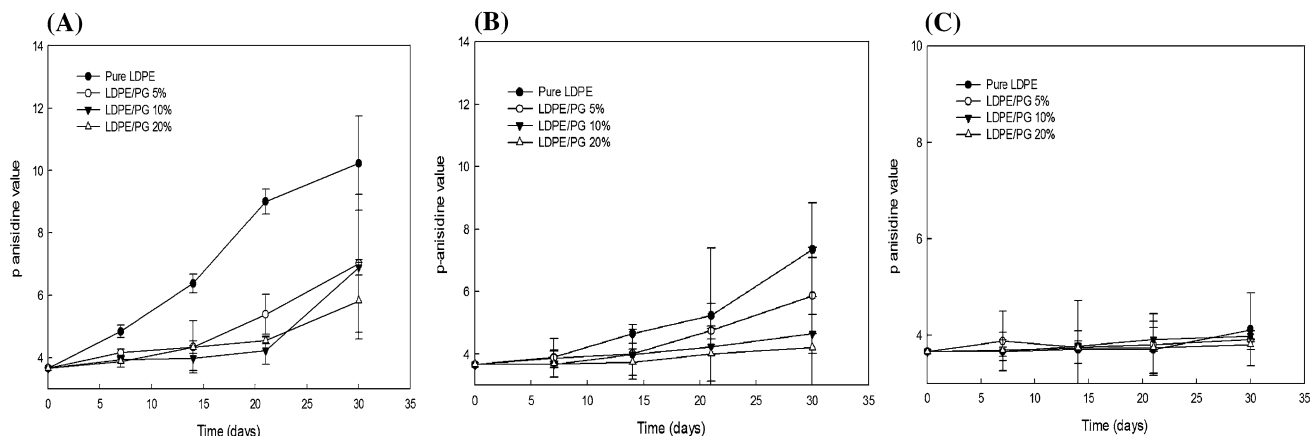 (A)
14
12
10
8
6
4
p anisidine value
Pure LDPE
LDPE/PG 5%
LDPE/PG 10%
LDPE/PG 20%
0 5 10 15 20 25 30 35
Time (days)
(B)
14
12
10
8
6
4
p-anisidine value
Pure LDPE
LDPE/PG 5%
LDPE/PG 10%
LDPE/PG 20%
0 5 10 15 20 25 30 35
Time (days)
(C)
10
8
6
4
p anisidine value
Pure LDPE
LDPE/PG 5%
LDPE/PG 10%
LDPE/PG 20%
0 5 10 15 20 25 30 35
Time (days)